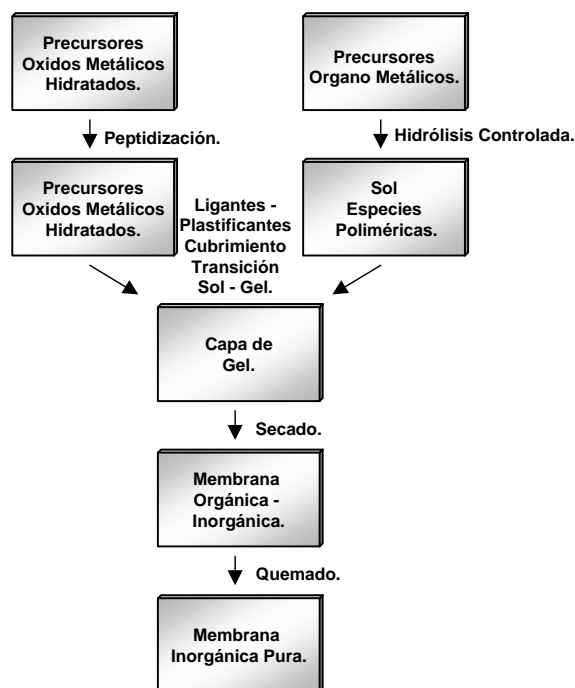 Precursores
Oxidos Metálicos
Hidratados.
Precursores
Organo Metálicos.
Peptidización.
Hidrólisis Controlada.
Precursores
Oxidos Metálicos
Hidratados.
Ligantes -
Plastificantes
Cubrimiento
Transición
Sol - Gel.
Sol
Especies
Poliméricas.
Capa de
Gel.
Secado.
Membrana
Orgánica -
Inorgánica.
Quemado.
Membrana
Inorgánica Pura.